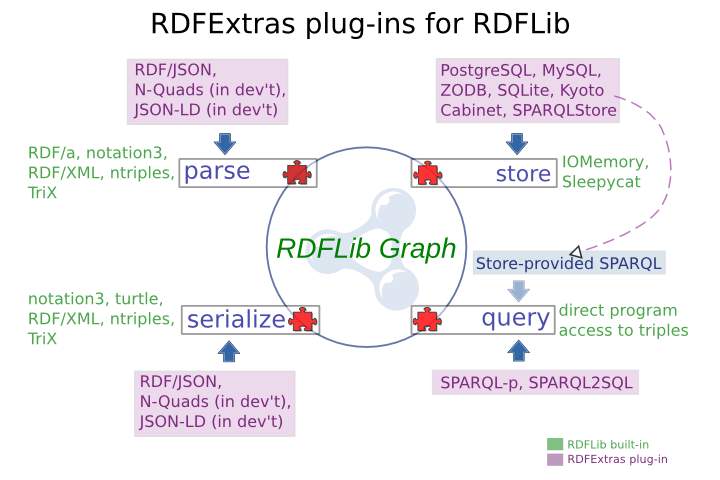 RDFExtras plug-ins for RDFLib
RDF/JSON,
N-Quads (in dev't),
JSON-LD (in dev't)
PostgreSQL, MySQL,
ZODB, SQLite, Kyoto
Cabinet, SPARQLStore
RDF/a, notation3,
RDF/XML, ntriples,
TriX
parse
store
IOMemory,
Sleepycat
RDFLib Graph
Store-provided SPARQL
notation3, turtle,
RDF/XML, ntriples,
TriX
serialize
query
direct program
access to triples
RDF/JSON,
N-Quads (in dev't),
JSON-LD (in dev't)
SPARQL-p, SPARQL2SQL
RDFLib built-in
RDFExtras plug-in